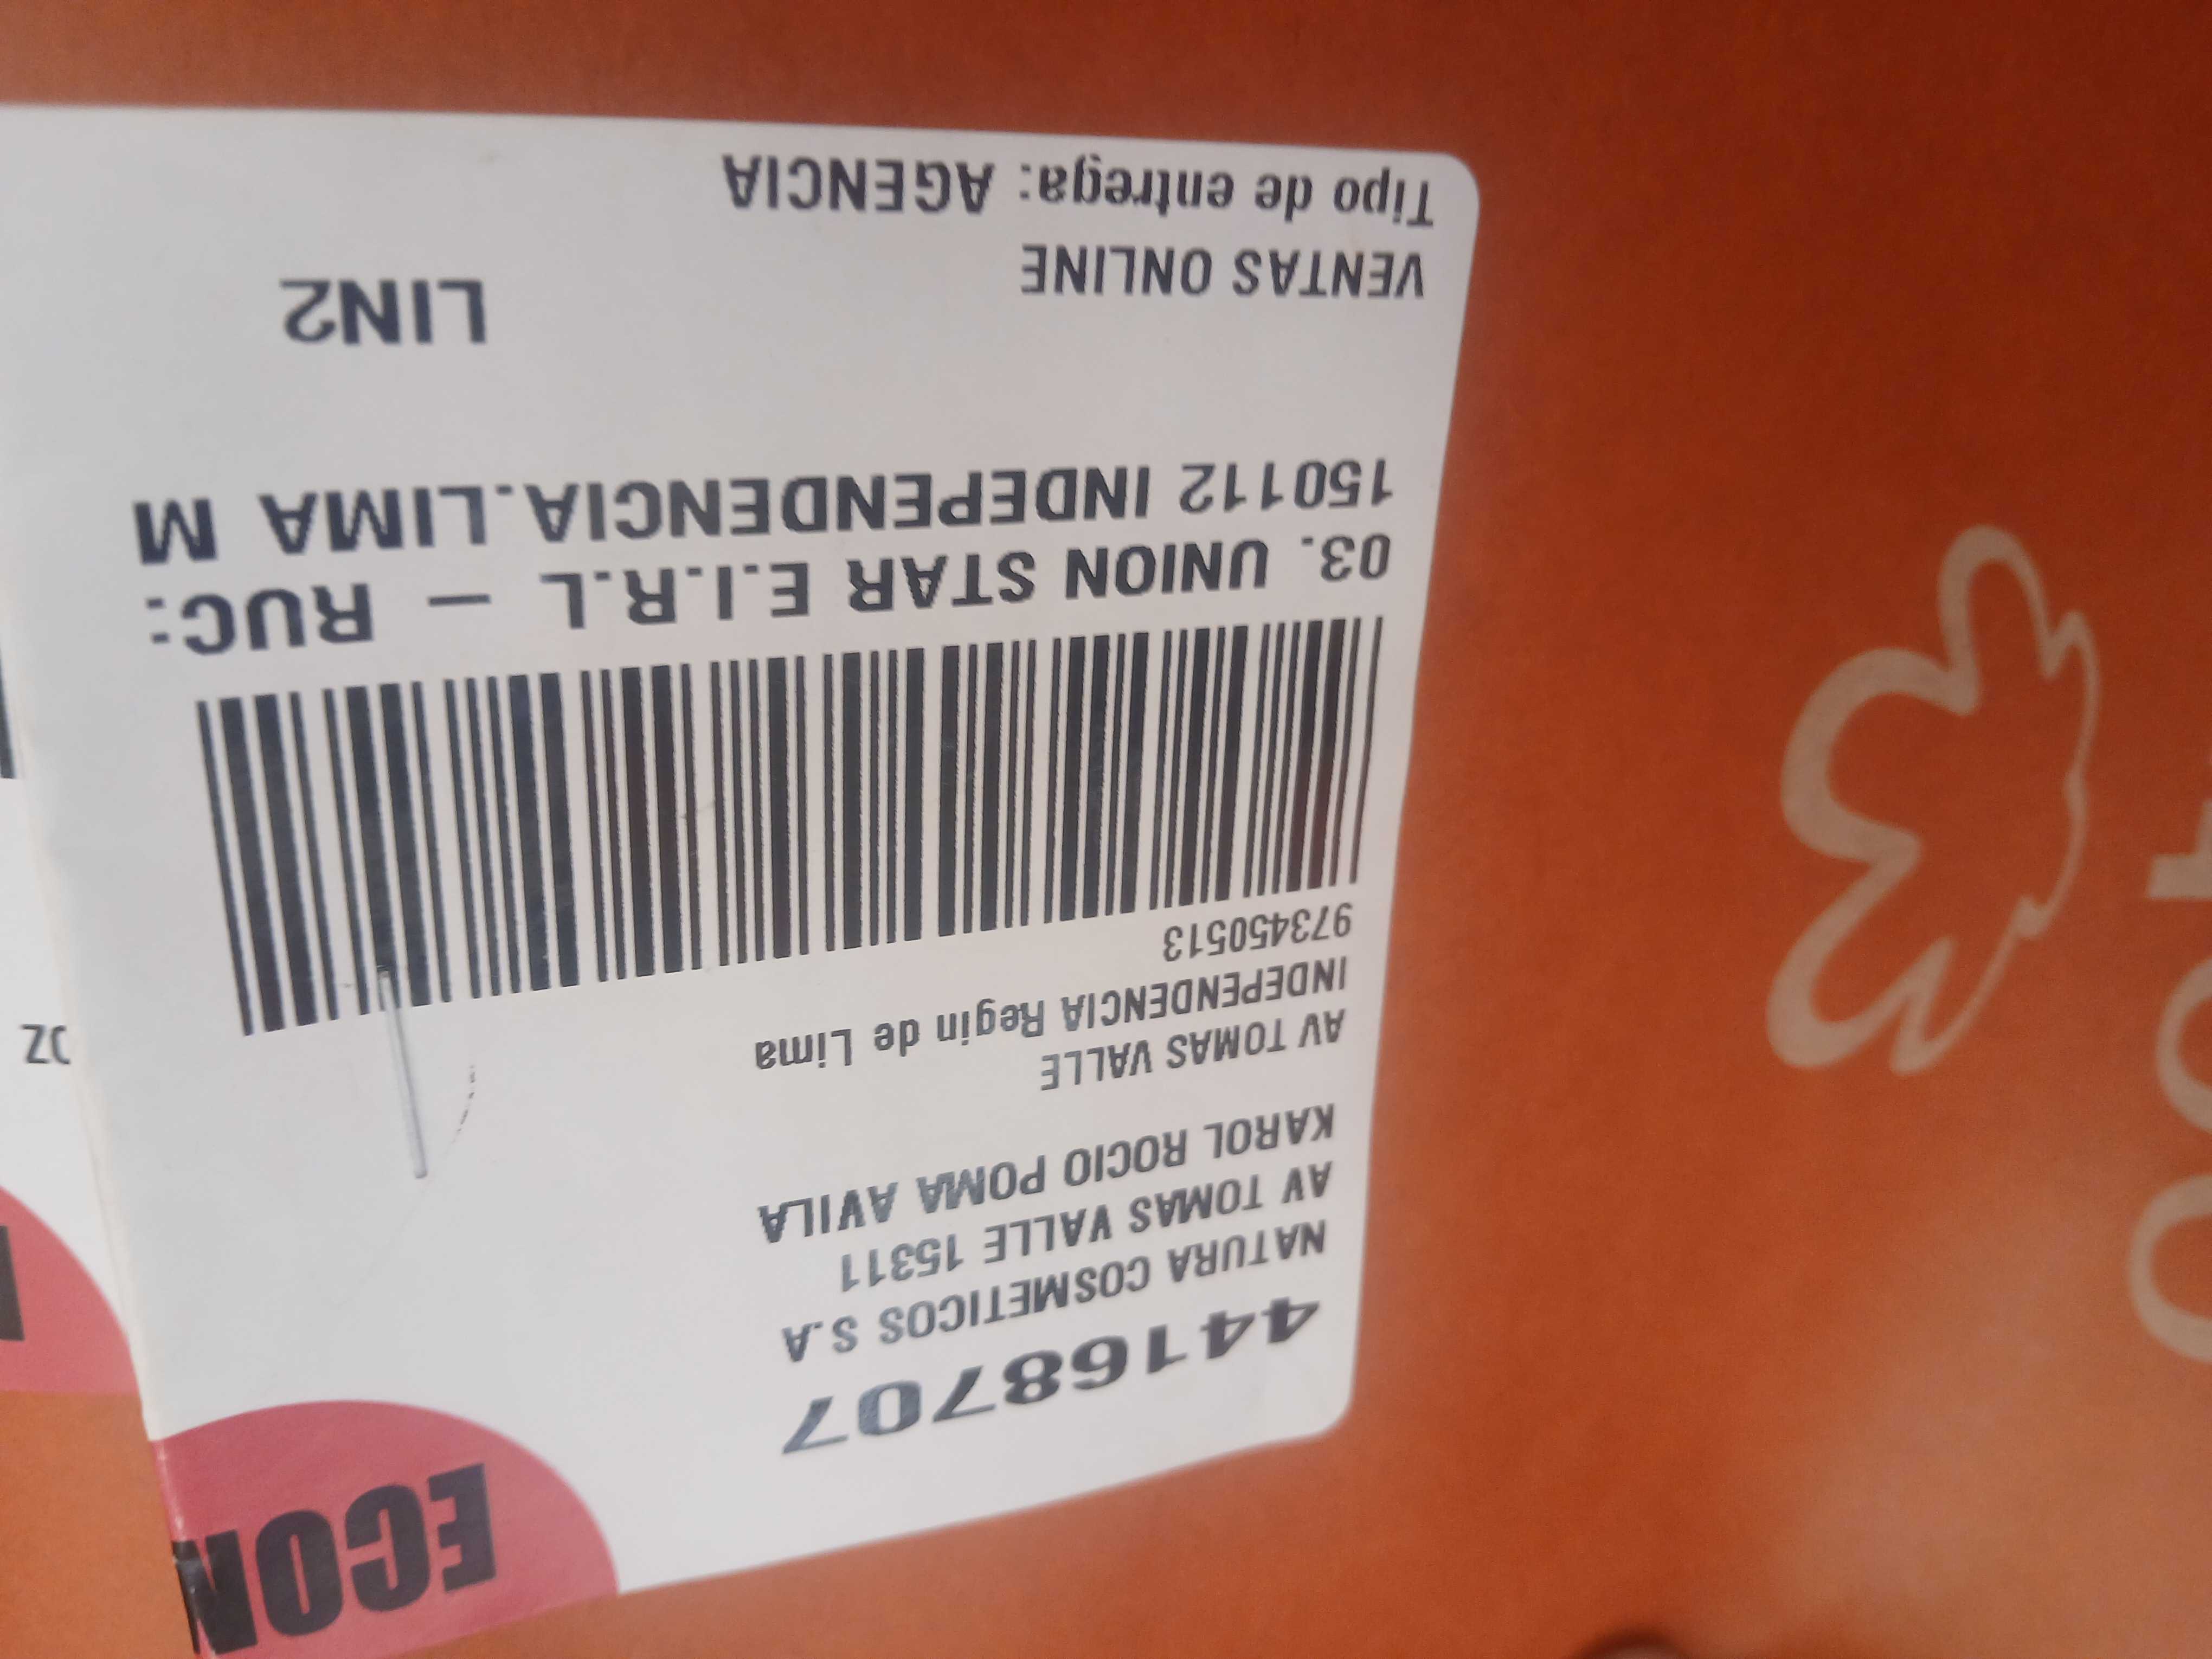 ECON
44168707
NATURA COSMETICOS S.A
AV TOMAS VALLE 15311
KAROL ROCIO POMA AVILA
AV TOMAS VALLE
INDEPENDENCIA Regin de Lima
973450513
03. UNION STAR E.I.R.L – RUC:
150112 INDEPENDENCIA.LIMA M
LIN2
VENTAS ONLINE
Tipo de entrega: AGENCIA